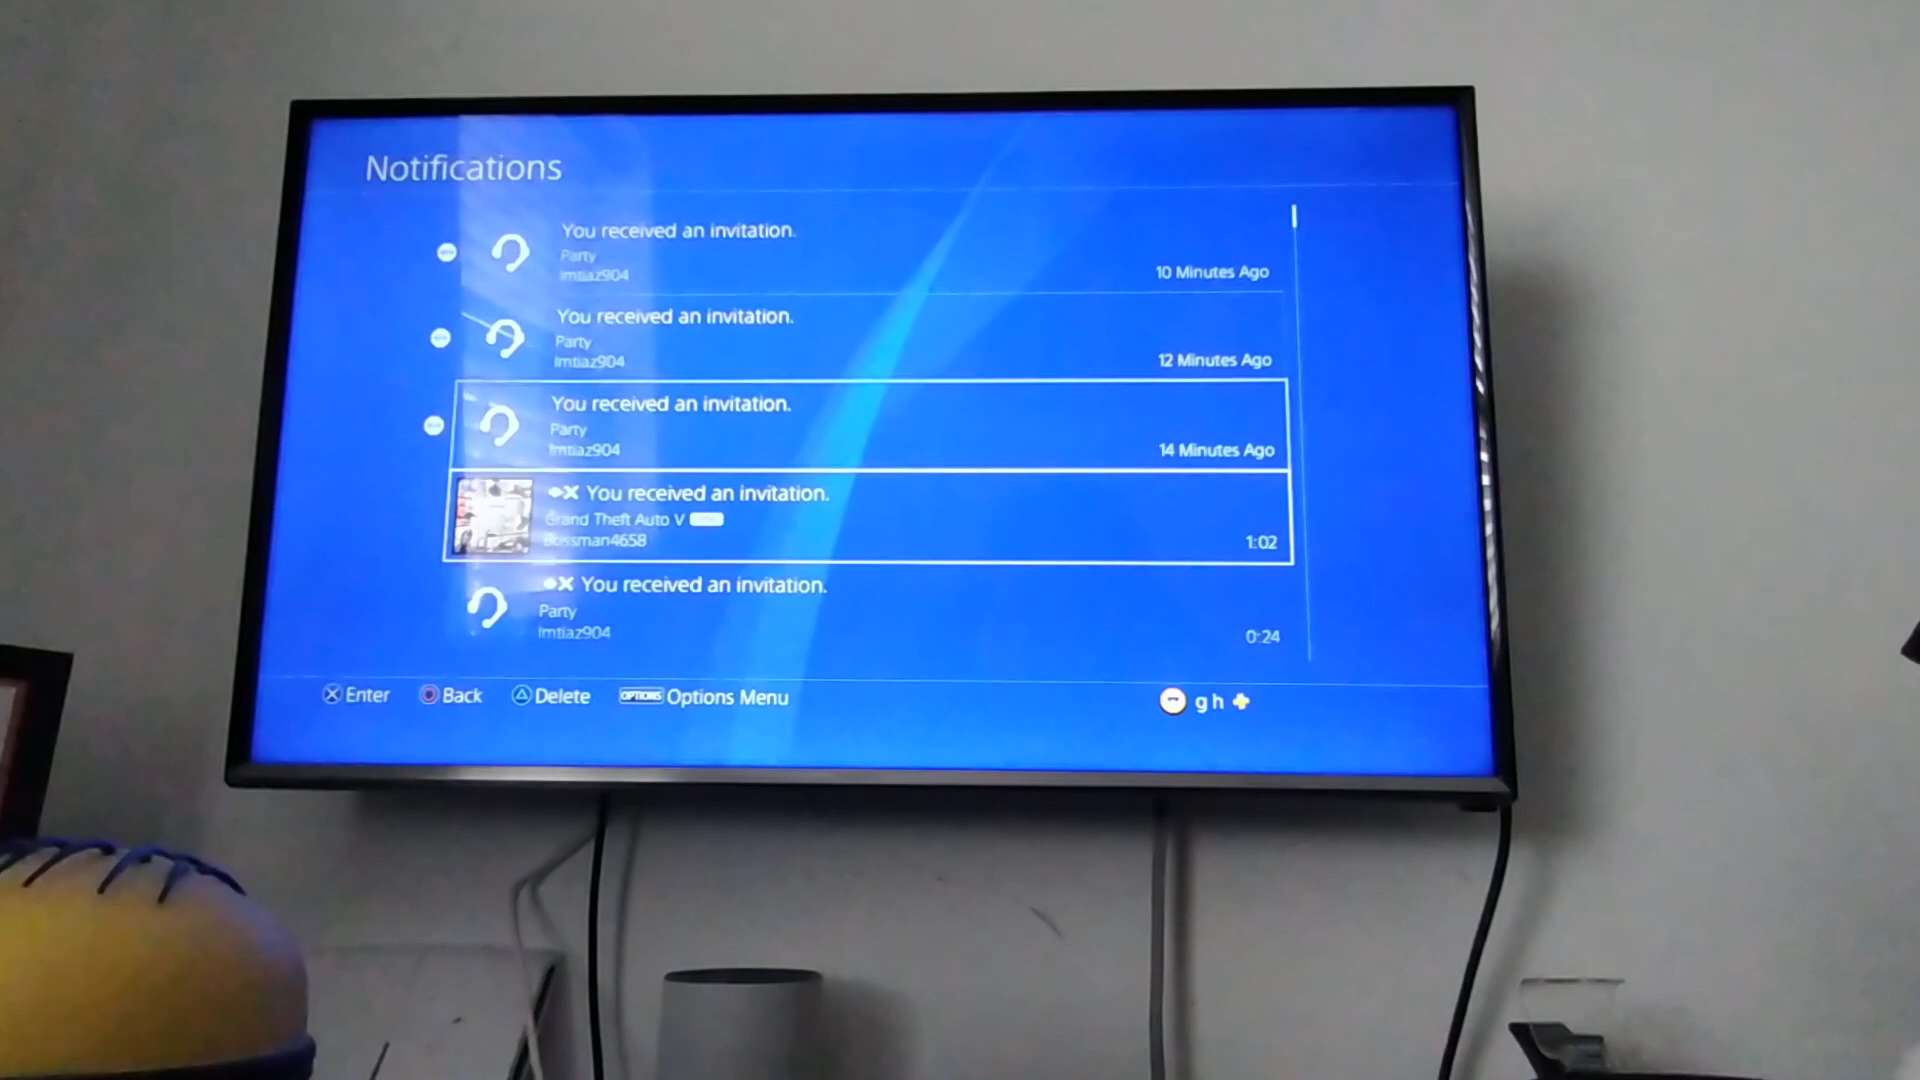 Notifications
You received an invitation.
Party
Imtiaz904
10 Minutes Ago
You received an invitation.
Party
Imtiaz904
12 Minutes Ago
You received an invitation.
Party
Imtiaz904
14 Minutes Ago
You received an invitation.
Grand Theft Auto V
Bossman4658
1:02
You received an invitation.
Party
Imtiaz904
0:24
Enter
Back
Delete
OPTIONS Options Menu
g h